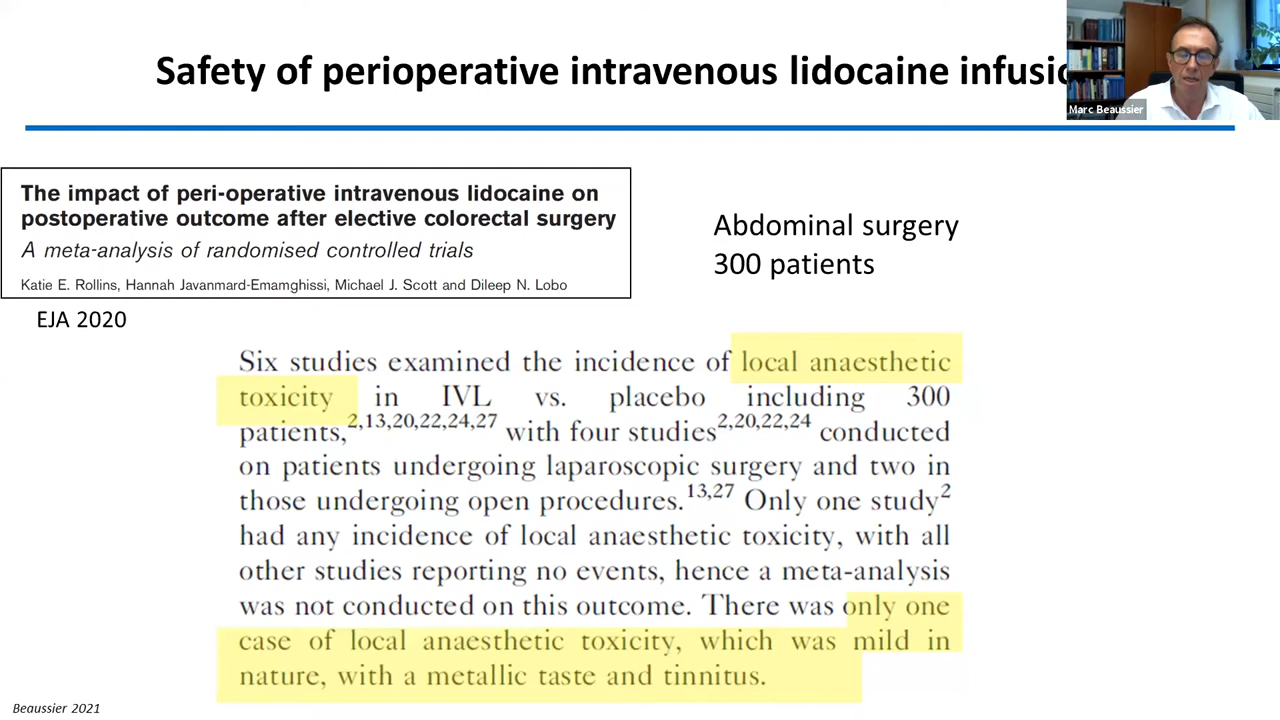 Safety of perioperative intravenous lidocaine
Marc Beaussier
The impact of peri-operative intravenous lidocaine on
postoperative outcome after elective colorectal surgery
A meta-analysis of randomised controlled trials
Katie E. Rollins, Hannah Javanmard-Emamghissi, Michael J. Scott and Dileep N. Lobo
EJA 2020
Abdominal surgery
300 patients
Six studies examined the incidence of local anaesthetic
toxicity in IVL vs. placebo including 300
patients,2,13,20,22,24,27 with four studies2,20,22,24 conducted
on patients undergoing laparoscopic surgery and two in
those undergoing open procedures.13,27 Only one study2
had any incidence of local anaesthetic toxicity, with all
other studies reporting no events, hence a meta-analysis
was not conducted on this outcome. There was only one
case of local anaesthetic toxicity, which was mild in
nature, with a metallic taste and tinnitus.
Beaussier 2021